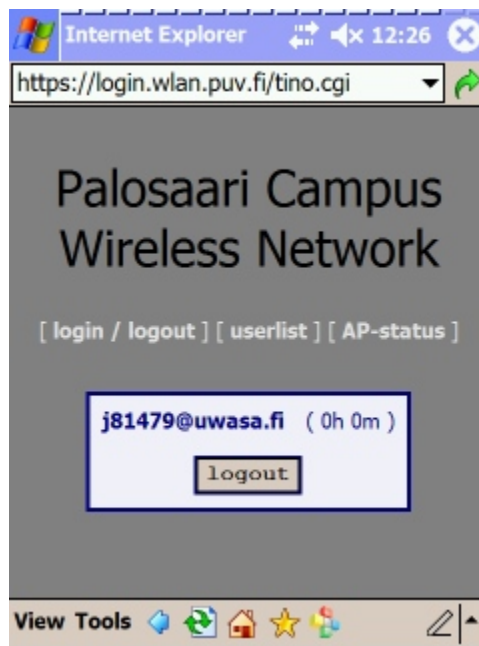 Internet Explorer 12:26
https://login.wlan.puv.fi/tino.cgi
Palosaari Campus
Wireless Network
[ login / logout ] [ userlist ] [ AP-status ]
j81479@uwasa.fi ( 0h 0m )
logout
View Tools